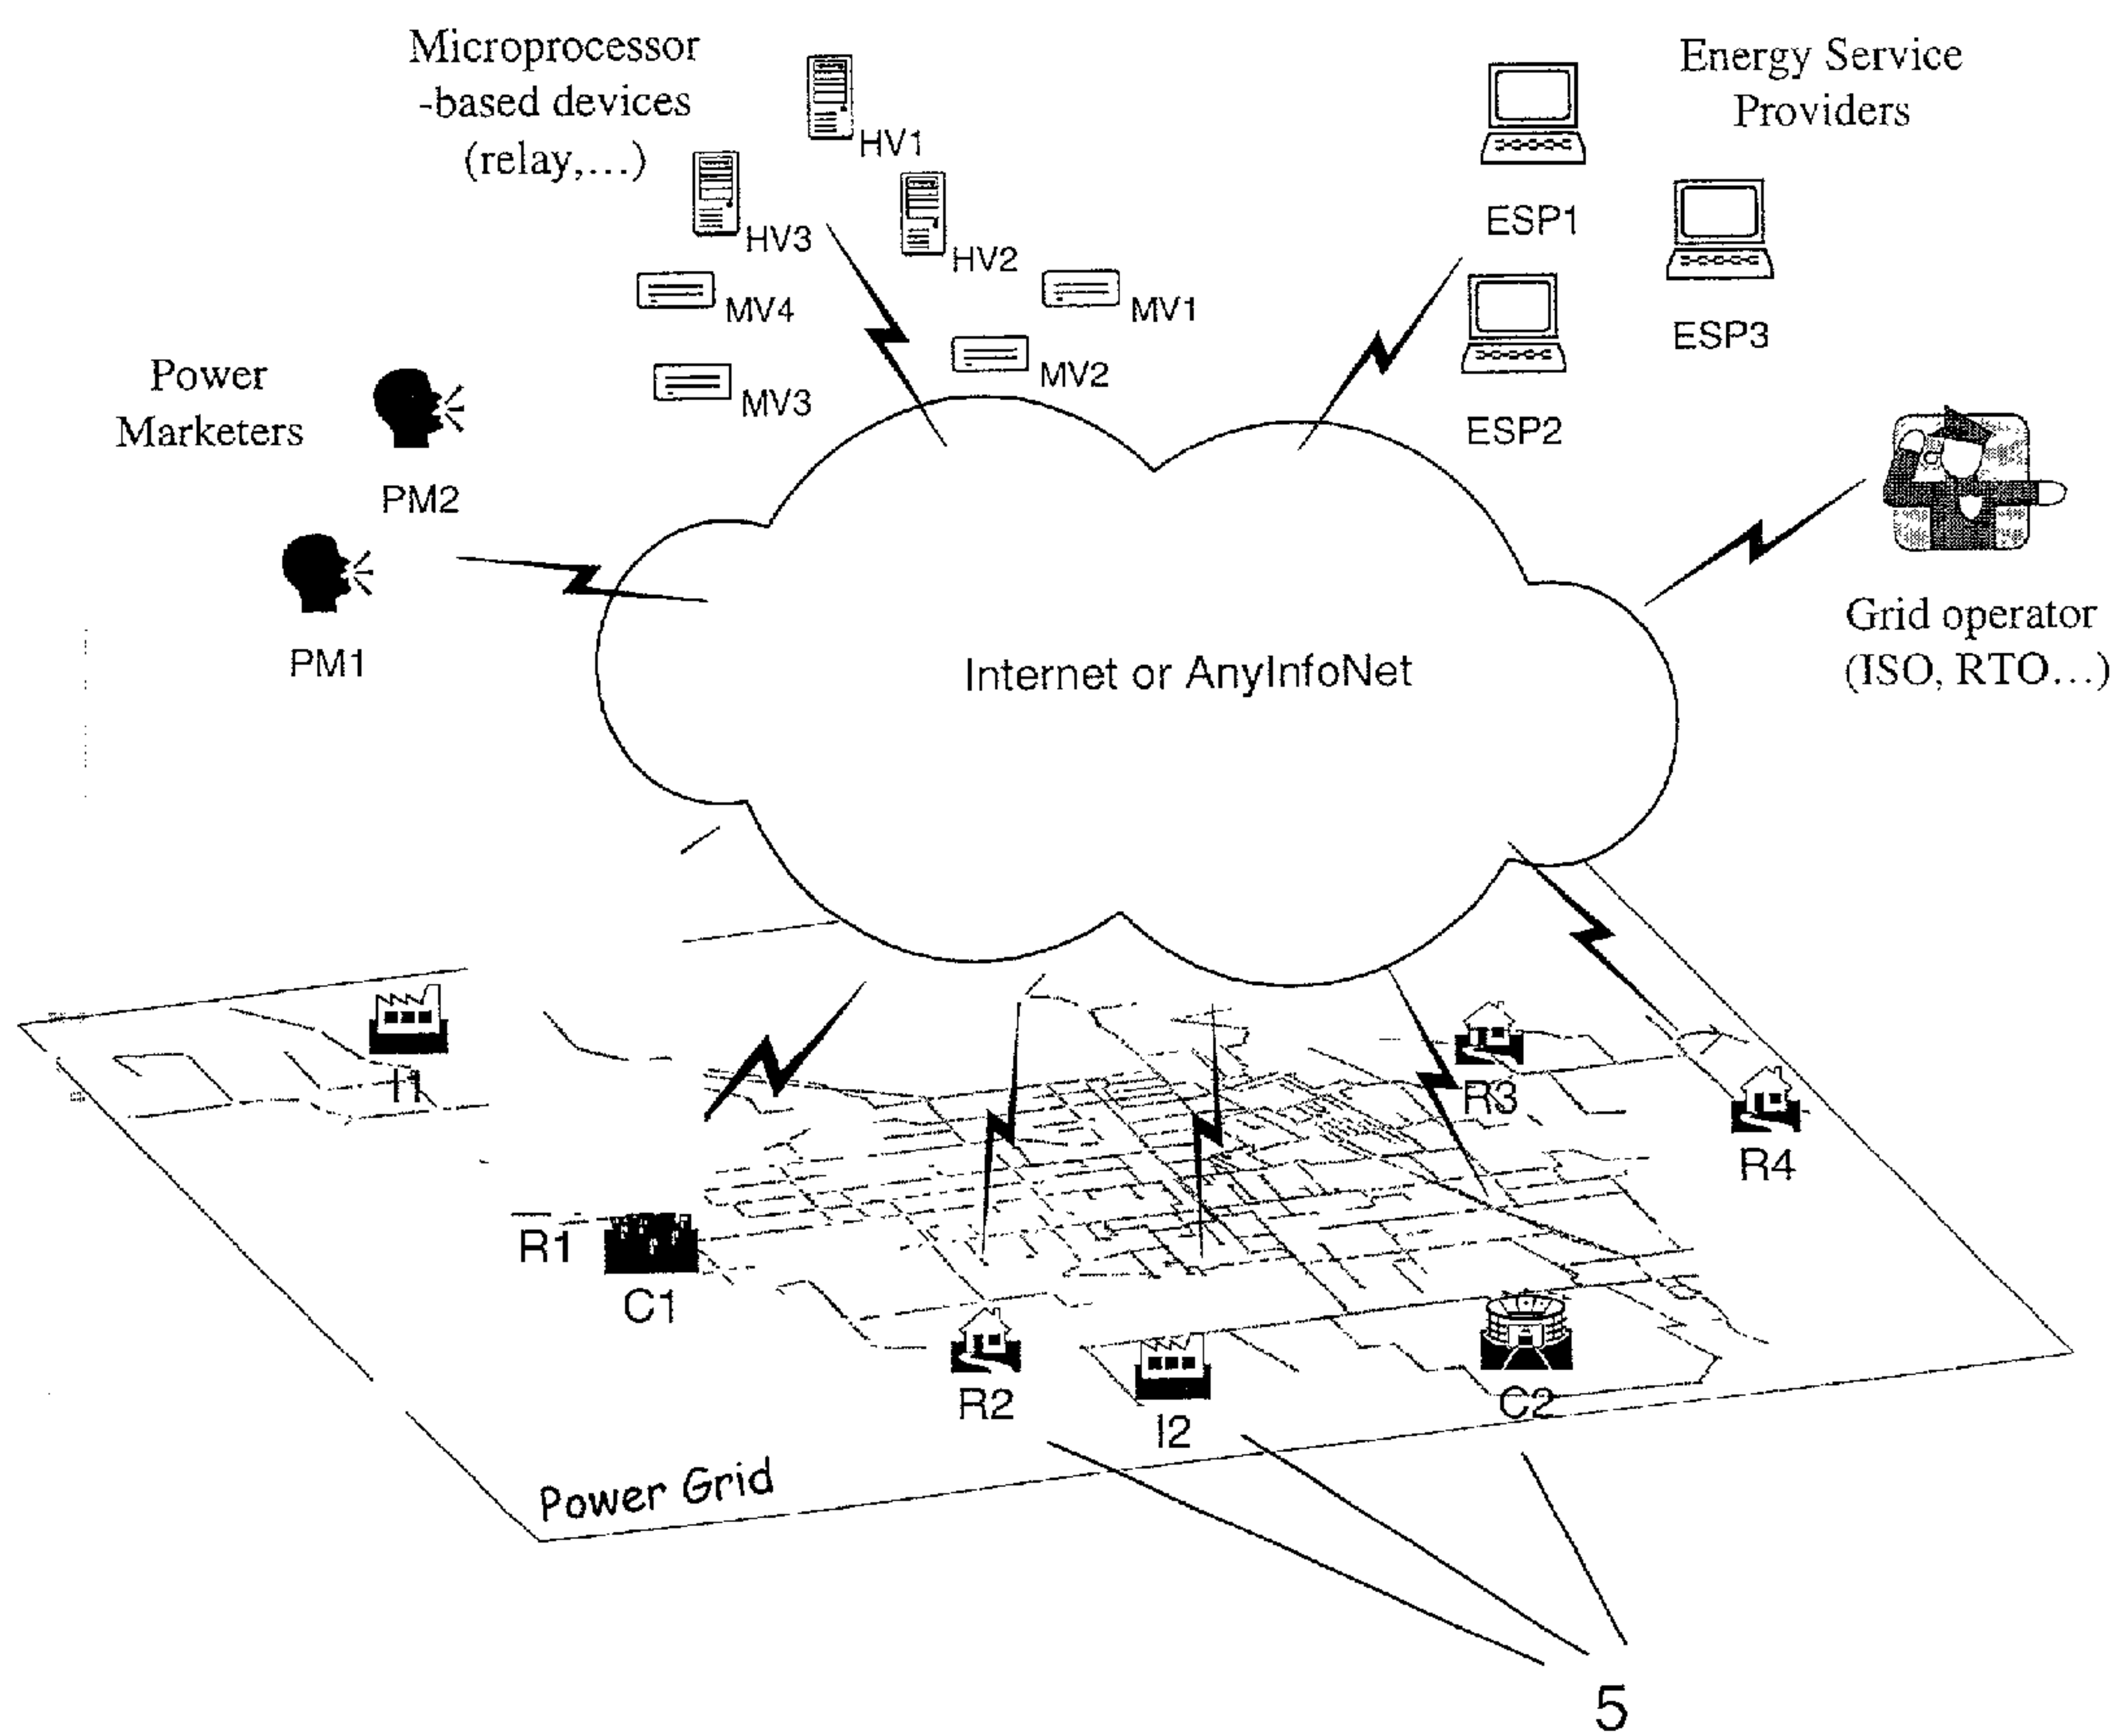 Microprocessor
-based devices
(relay,...)
HV1
HV3
HV2
MV4
MV1
MV2
MV3
Energy Service
Providers
ESP1
ESP3
ESP2
Power
Marketers
PM2
PM1
Internet or AnyInfoNet
Grid operator
(ISO, RTO...)
I1
R3
R4
R1
C1
R2
I2
C2
Power Grid
5